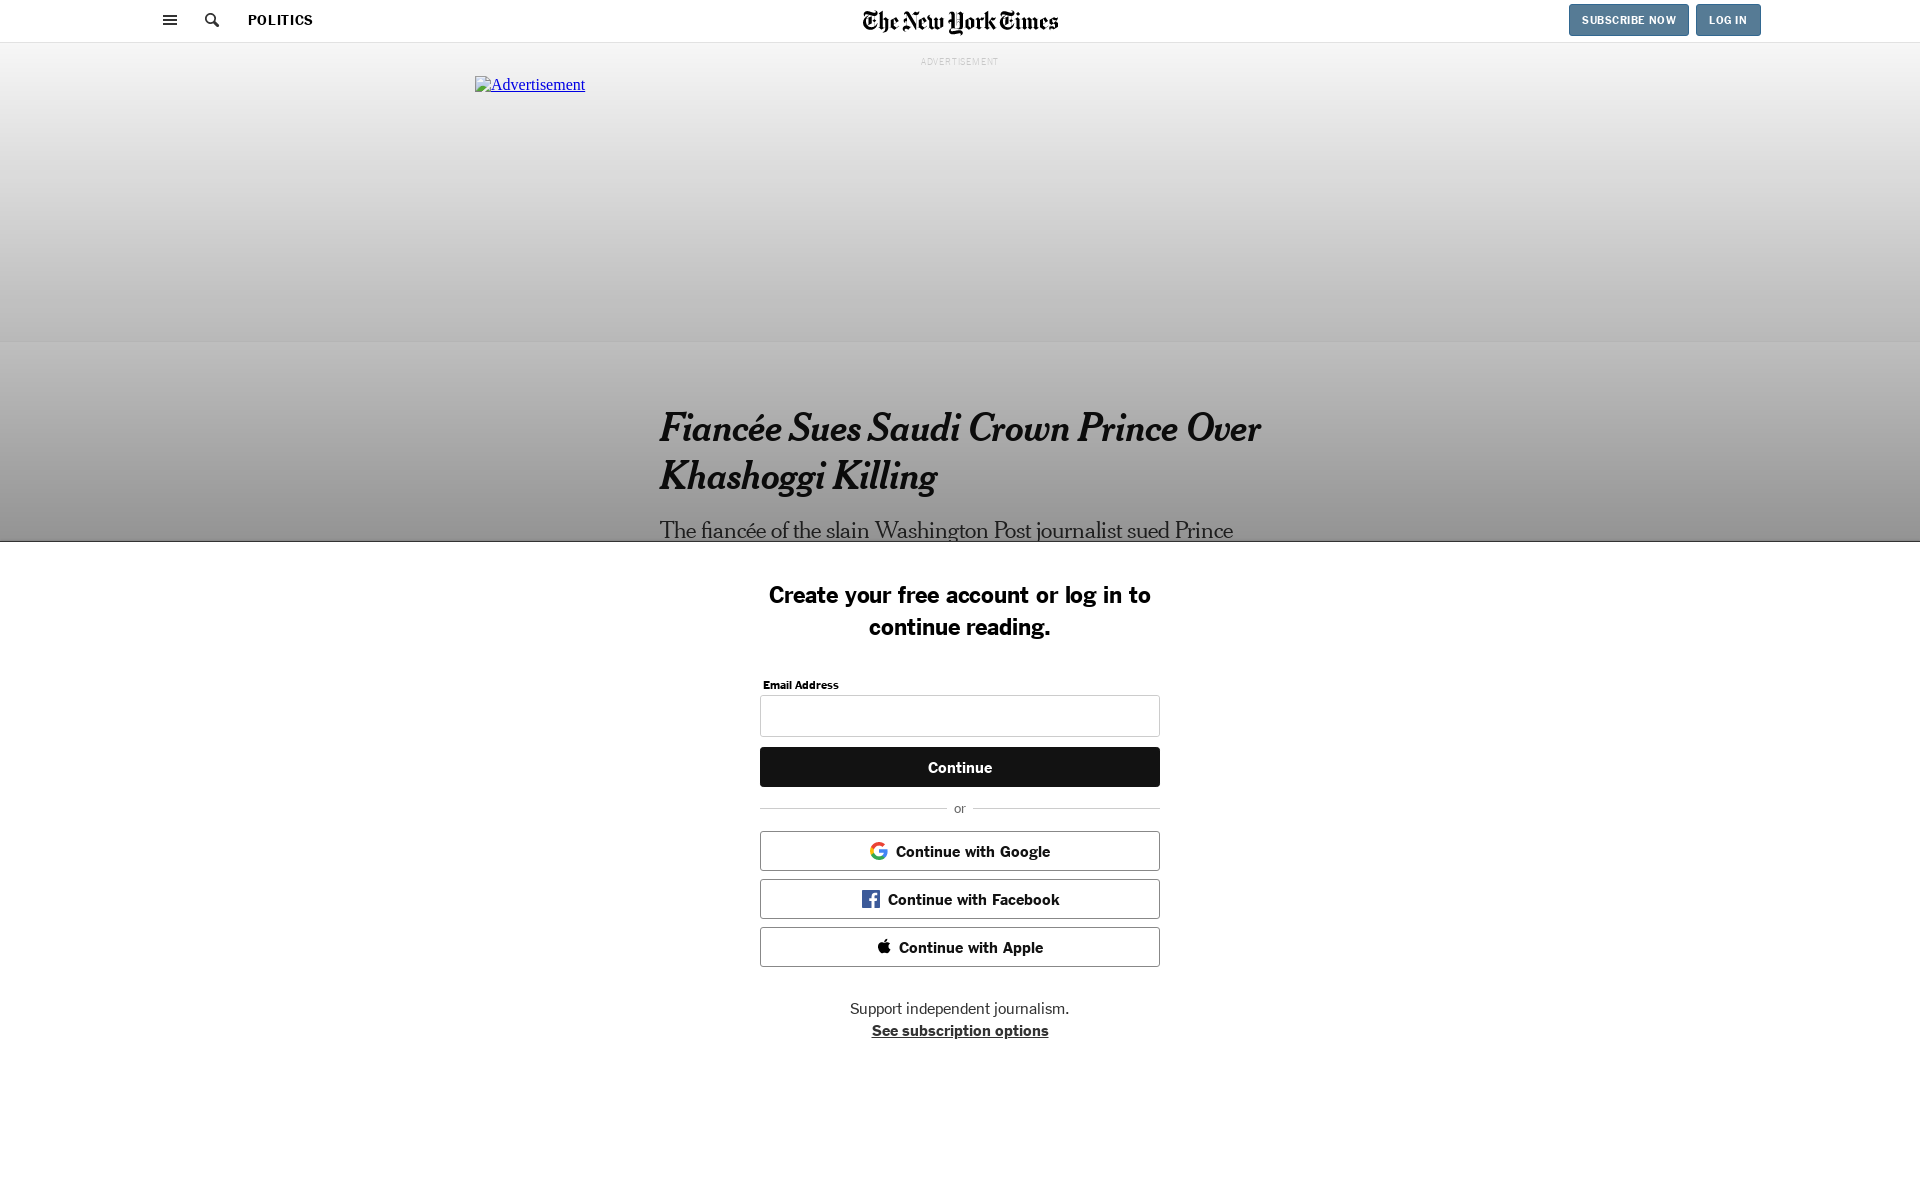 POLITICS
The New York Times
SUBSCRIBE NOW
LOG IN
ADVERTISEMENT
Advertisement
Fiancée Sues Saudi Crown Prince Over
Khashoggi Killing
The fiancée of the slain Washington Post journalist sued Prince
Create your free account or log in to
continue reading.
Email Address
Continue
or
Continue with Google
Continue with Facebook
Continue with Apple
Support independent journalism.
See subscription options